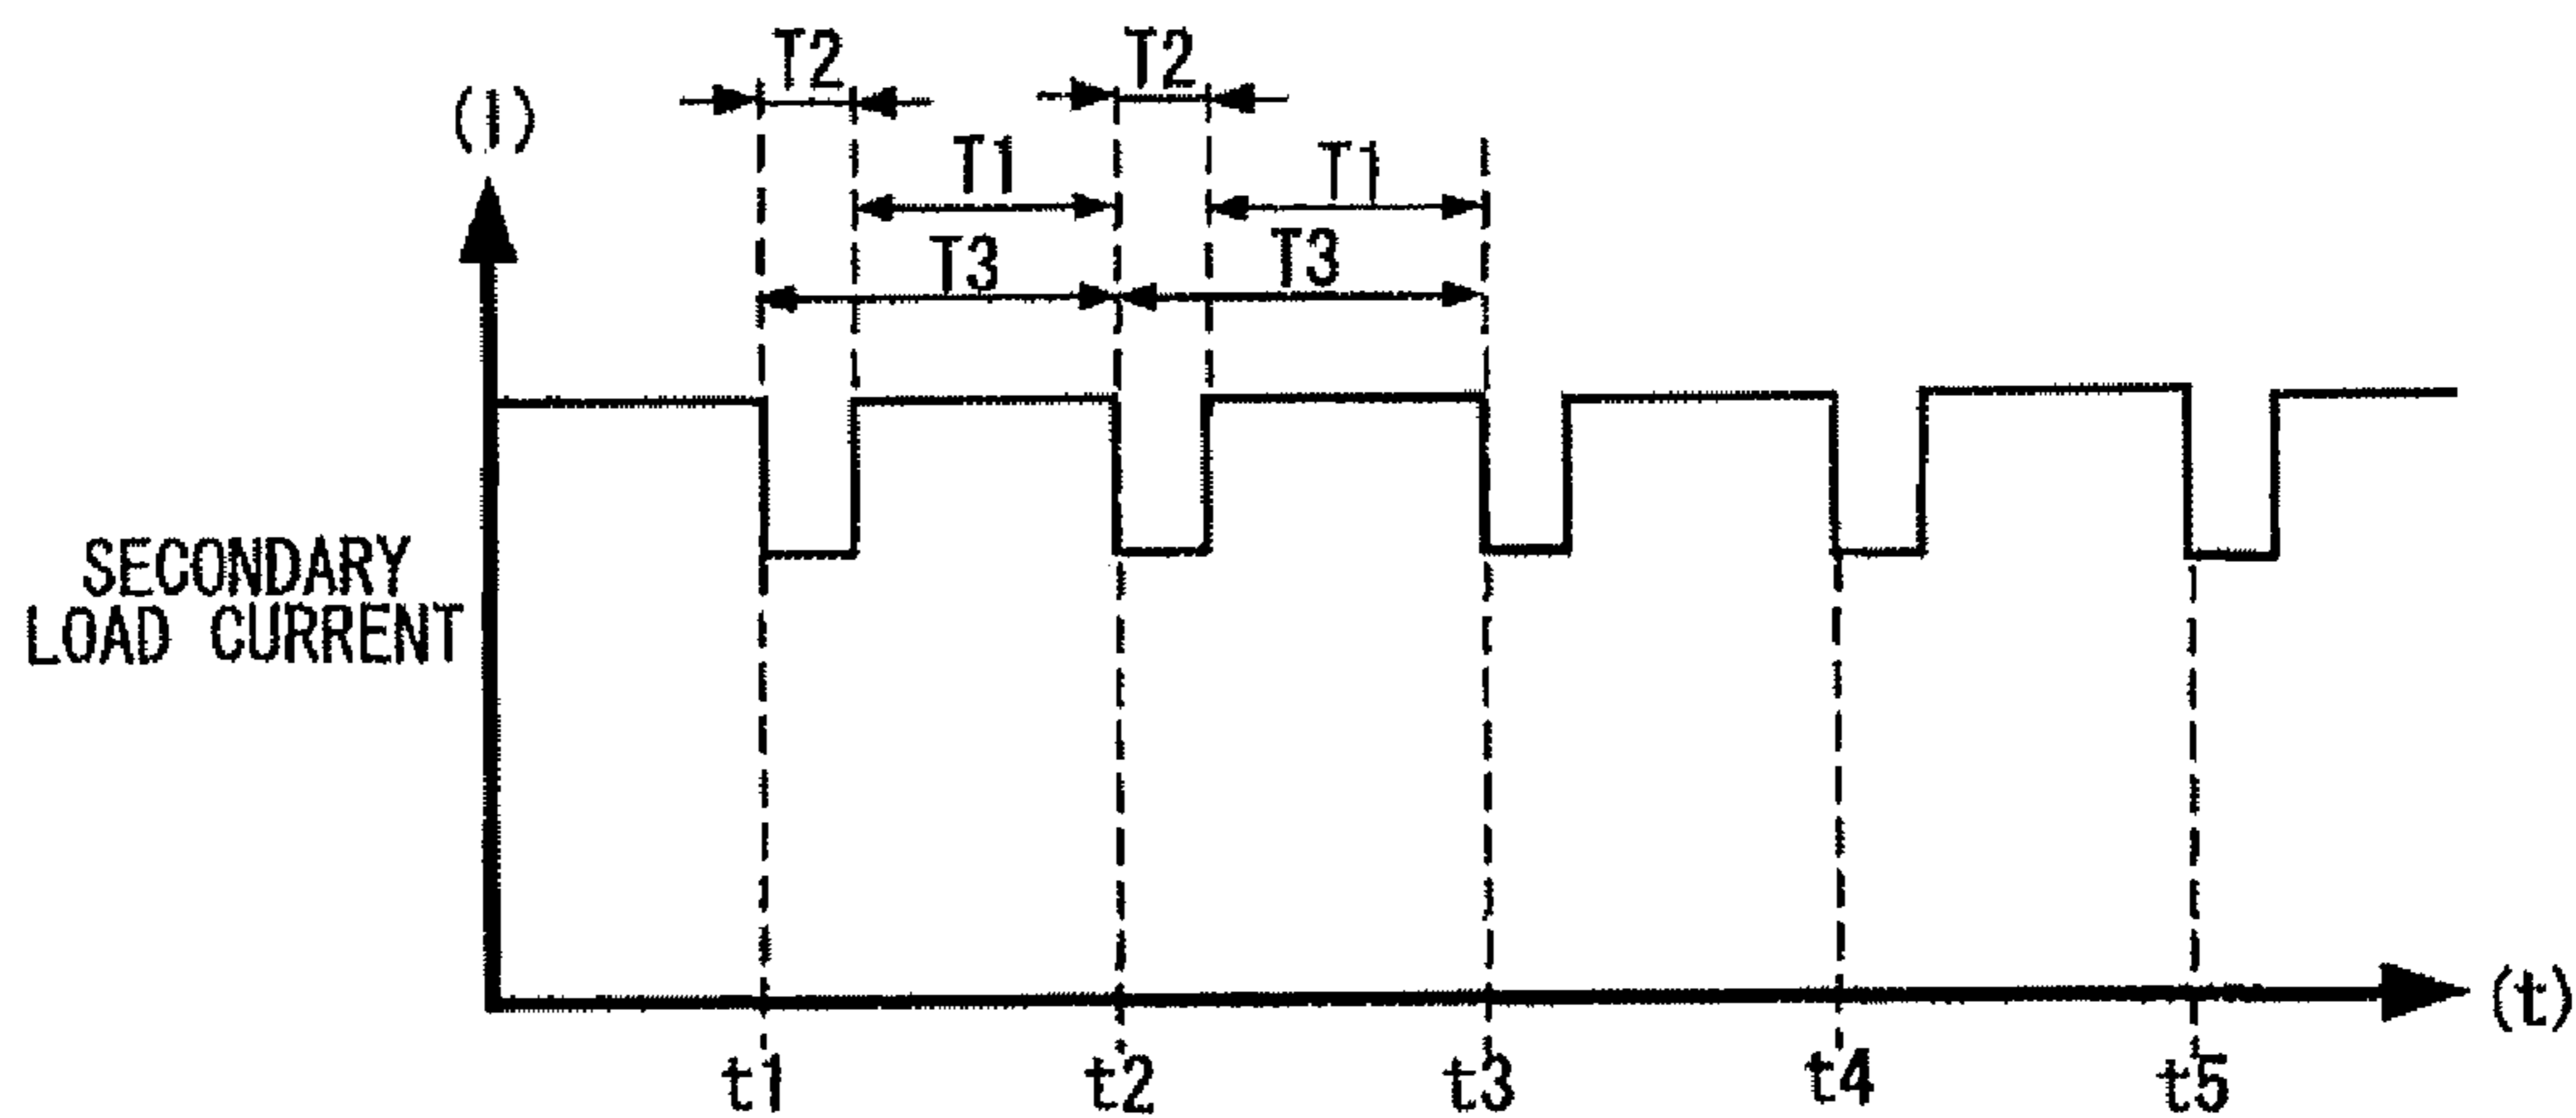 T2 T2
(I)
T1 T1
T3 T3
SECONDARY
LOAD CURRENT
(t)
t1 t2 t3 t4 t5